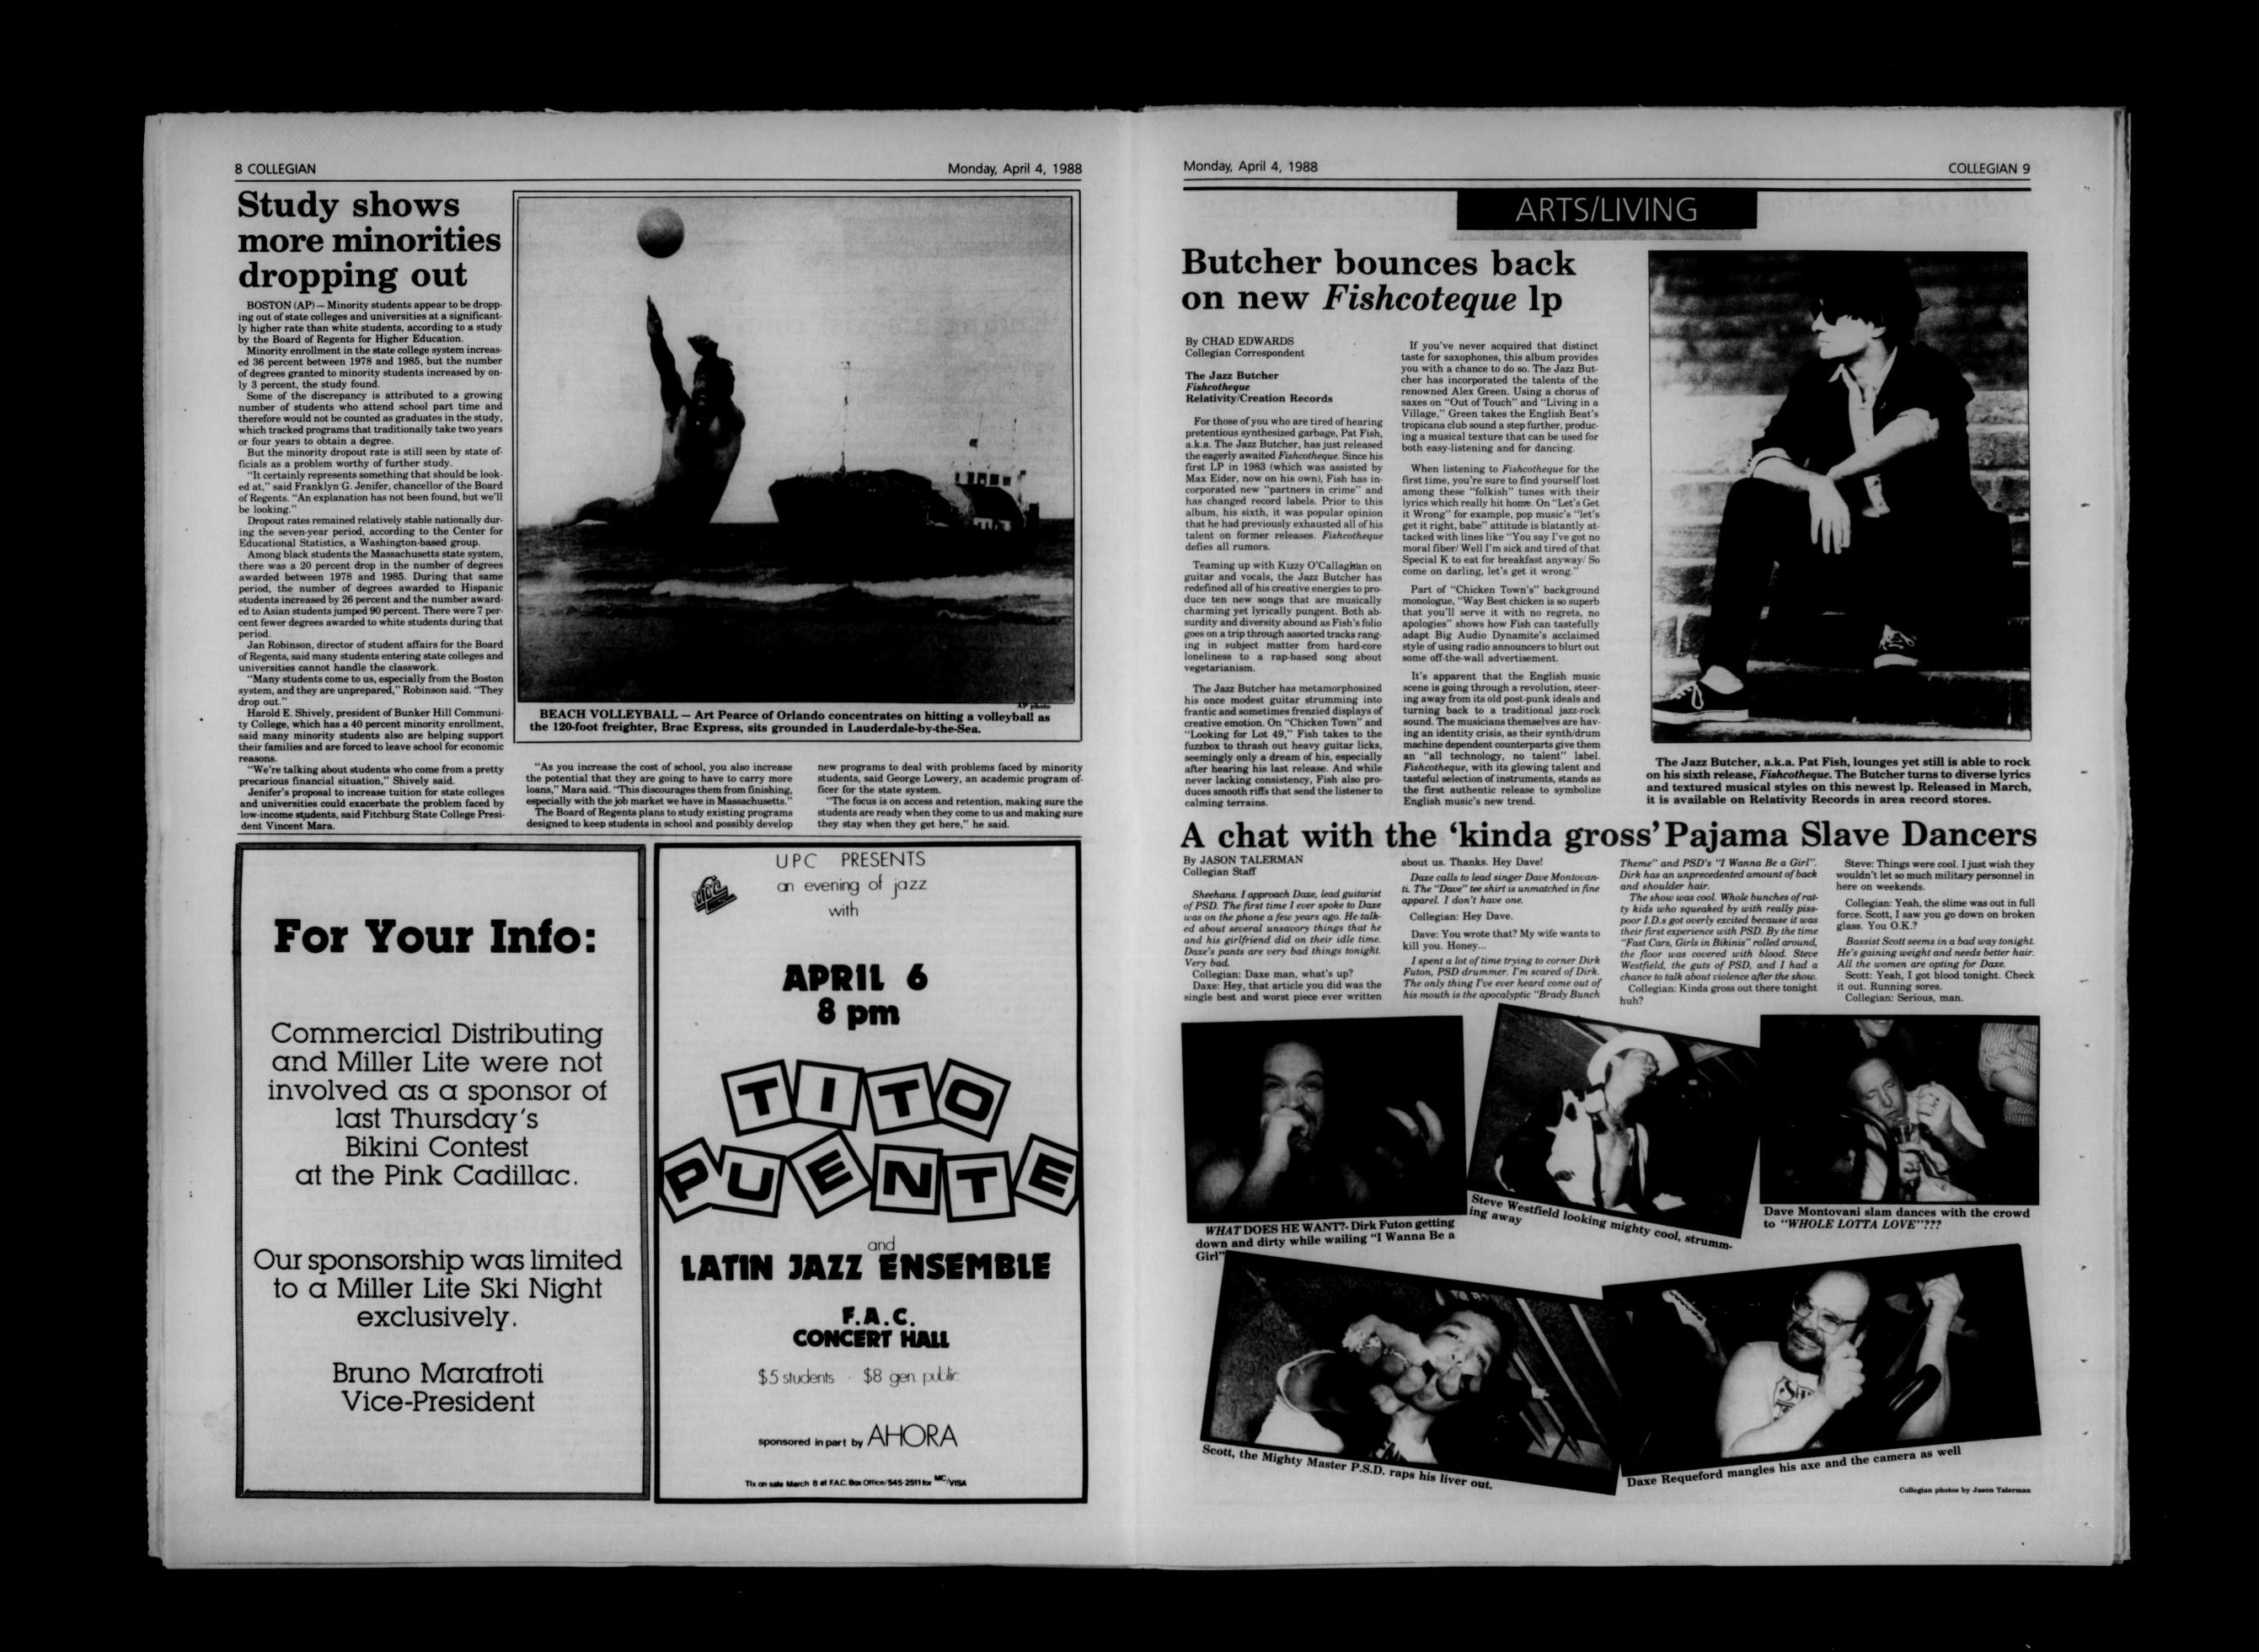 8 COLLEGIAN
Monday, April 4, 1988
Study shows
more minorities
dropping out
BOSTON (AP) — Minority students appear to be dropp-
ing out of state colleges and universities at a significant-
ly higher rate than white students, according to a study
by the Board of Regents for Higher Education.
Minority enrollment in the state college system increas-
ed 36 percent between 1978 and 1985, but the number
of degrees granted to minority students increased by on-
ly 3 percent, the study found.
Some of the discrepancy is attributed to a growing
number of students who attend school part time and
therefore would not be counted as graduates in the study,
which tracked programs that traditionally take two years
or four years to obtain a degree.
But the minority dropout rate is still seen by state of-
ficials as a problem worthy of further study.
"It certainly represents something that should be look-
ed at," said Franklyn G. Jenifer, chancellor of the Board
of Regents. "An explanation has not been found, but we'll
be looking."
Dropout rates remained relatively stable nationally dur-
ing the seven-year period, according to the Center for
Educational Statistics, a Washington-based group.
Among black students the Massachusetts state system,
there was a 20 percent drop in the number of degrees
awarded between 1978 and 1985. During that same
period, the number of degrees awarded to Hispanic
students increased by 26 percent and the number award-
ed to Asian students jumped 90 percent. There were 7 per-
cent fewer degrees awarded to white students during that
period.
Jan Robinson, director of student affairs for the Board
of Regents, said many students entering state colleges and
universities cannot handle the classwork.
"Many students come to us, especially from the Boston
system, and they are unprepared," Robinson said. "They
drop out."
Harold E. Shively, president of Bunker Hill Communi-
ty College, which has a 40 percent minority enrollment,
said many minority students also are helping support
their families and are forced to leave school for economic
reasons.
"We're talking about students who come from a pretty
precarious financial situation," Shively said.
Jenifer's proposal to increase tuition for state colleges
and universities could exacerbate the problem faced by
low-income students, said Fitchburg State College Presi-
dent Vincent Mara.
AP photo
BEACH VOLLEYBALL — Art Pearce of Orlando concentrates on hitting a volleyball as
the 120-foot freighter, Brac Express, sits grounded in Lauderdale-by-the-Sea.
"As you increase the cost of school, you also increase
the potential that they are going to have to carry more
loans," Mara said. "This discourages them from finishing,
especially with the job market we have in Massachusetts."
The Board of Regents plans to study existing programs
designed to keep students in school and possibly develop
new programs to deal with problems faced by minority
students, said George Lowery, an academic program of-
ficer for the state system.
"The focus is on access and retention, making sure the
students are ready when they come to us and making sure
they stay when they get here," he said.
For Your Info:
Commercial Distributing
and Miller Lite were not
involved as a sponsor of
last Thursday's
Bikini Contest
at the Pink Cadillac.
Our sponsorship was limited
to a Miller Lite Ski Night
exclusively.
Bruno Marafroti
Vice-President
UPC PRESENTS
an evening of jazz
with
APRIL 6
8 pm
TITO
PUENTE
and
LATIN JAZZ ENSEMBLE
F.A.C.
CONCERT HALL
$5 students · $8 gen. public
sponsored in part by AHORA
Tix on sale March 8 at F.A.C. Box Office/545-2511 for MC/VISA
Monday, April 4, 1988
COLLEGIAN 9
ARTS/LIVING
Butcher bounces back
on new Fishcoteque lp
By CHAD EDWARDS
Collegian Correspondent
The Jazz Butcher
Fishcotheque
Relativity/Creation Records
For those of you who are tired of hearing
pretentious synthesized garbage, Pat Fish,
a.k.a. The Jazz Butcher, has just released
the eagerly awaited Fishcotheque. Since his
first LP in 1983 (which was assisted by
Max Eider, now on his own), Fish has in-
corporated new "partners in crime" and
has changed record labels. Prior to this
album, his sixth, it was popular opinion
that he had previously exhausted all of his
talent on former releases. Fishcotheque
defies all rumors.
Teaming up with Kizzy O'Callaghan on
guitar and vocals, the Jazz Butcher has
redefined all of his creative energies to pro-
duce ten new songs that are musically
charming yet lyrically pungent. Both ab-
surdity and diversity abound as Fish's folio
goes on a trip through assorted tracks rang-
ing in subject matter from hard-core
loneliness to a rap-based song about
vegetarianism.
The Jazz Butcher has metamorphosized
his once modest guitar strumming into
frantic and sometimes frenzied displays of
creative emotion. On "Chicken Town" and
"Looking for Lot 49," Fish takes to the
fuzzbox to thrash out heavy guitar licks,
seemingly only a dream of his, especially
after hearing his last release. And while
never lacking consistency, Fish also pro-
duces smooth riffs that send the listener to
calming terrains.
If you've never acquired that distinct
taste for saxophones, this album provides
you with a chance to do so. The Jazz But-
cher has incorporated the talents of the
renowned Alex Green. Using a chorus of
saxes on "Out of Touch" and "Living in a
Village," Green takes the English Beat's
tropicana club sound a step further, produc-
ing a musical texture that can be used for
both easy-listening and for dancing.
When listening to Fishcotheque for the
first time, you're sure to find yourself lost
among these "folkish" tunes with their
lyrics which really hit home. On "Let's Get
it Wrong" for example, pop music's "let's
get it right, babe" attitude is blatantly at-
tacked with lines like "You say I've got no
moral fiber/ Well I'm sick and tired of that
Special K to eat for breakfast anyway/ So
come on darling, let's get it wrong."
Part of "Chicken Town's" background
monologue, "Way Best chicken is so superb
that you'll serve it with no regrets, no
apologies" shows how Fish can tastefully
adapt Big Audio Dynamite's acclaimed
style of using radio announcers to blurt out
some off-the-wall advertisement.
It's apparent that the English music
scene is going through a revolution, steer-
ing away from its old post-punk ideals and
turning back to a traditional jazz-rock
sound. The musicians themselves are hav-
ing an identity crisis, as their synth/drum
machine dependent counterparts give them
an "all technology, no talent" label.
Fishcotheque, with its glowing talent and
tasteful selection of instruments, stands as
the first authentic release to symbolize
English music's new trend.
The Jazz Butcher, a.k.a. Pat Fish, lounges yet still is able to rock
on his sixth release, Fishcotheque. The Butcher turns to diverse lyrics
and textured musical styles on this newest lp. Released in March,
it is available on Relativity Records in area record stores.
A chat with the 'kinda gross' Pajama Slave Dancers
By JASON TALERMAN
Collegian Staff
Sheehans. I approach Daxe, lead guitarist
of PSD. The first time I ever spoke to Daxe
was on the phone a few years ago. He talk-
ed about several unsavory things that he
and his girlfriend did on their idle time.
Daxe's pants are very bad things tonight.
Very bad.
Collegian: Daxe man, what's up?
Daxe: Hey, that article you did was the
single best and worst piece ever written
about us. Thanks. Hey Dave!
Daxe calls to lead singer Dave Montovan-
ti. The "Dave" tee shirt is unmatched in fine
apparel. I don't have one.
Collegian: Hey Dave.
Dave: You wrote that? My wife wants to
kill you. Honey...
I spent a lot of time trying to corner Dirk
Futon, PSD drummer. I'm scared of Dirk.
The only thing I've ever heard come out of
his mouth is the apocalyptic "Brady Bunch
Theme" and PSD's "I Wanna Be a Girl".
Dirk has an unprecedented amount of back
and shoulder hair.
The show was cool. Whole bunches of rat-
ty kids who squeaked by with really piss-
poor I.D.s got overly excited because it was
their first experience with PSD. By the time
"Fast Cars, Girls in Bikinis" rolled around,
the floor was covered with blood. Steve
Westfield, the guts of PSD, and I had a
chance to talk about violence after the show.
Collegian: Kinda gross out there tonight
huh?
Steve: Things were cool. I just wish they
wouldn't let so much military personnel in
here on weekends.
Collegian: Yeah, the slime was out in full
force. Scott, I saw you go down on broken
glass. You O.K.?
Bassist Scott seems in a bad way tonight.
He's gaining weight and needs better hair.
All the women are opting for Daxe.
Scott: Yeah, I got blood tonight. Check
it out. Running sores.
Collegian: Serious, man.
WHAT DOES HE WANT?- Dirk Futon getting
down and dirty while wailing "I Wanna Be a
Girl"
Steve Westfield looking mighty cool, strumm-
ing away
Dave Montovani slam dances with the crowd
to "WHOLE LOTTA LOVE"???
Scott, the Mighty Master P.S.D. raps his liver out.
Daxe Requeford mangles his axe and the camera as well
Collegian photos by Jason Talerman